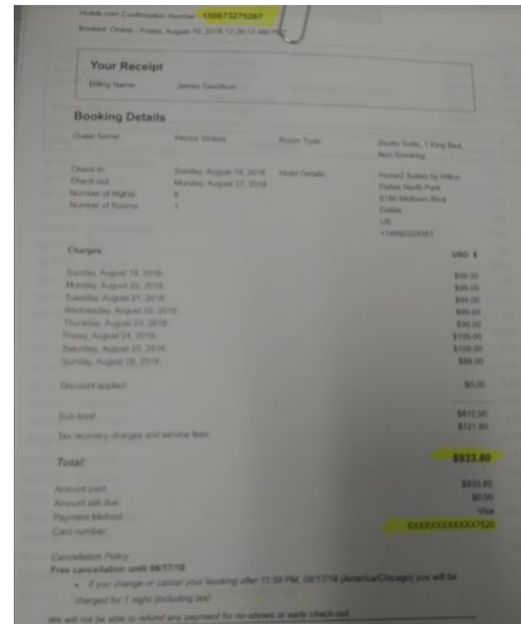 Hotels.com Confirmation Number: 150873275267
Booked: Online - Friday, August 10, 2018 12:26:12 AM
Your Receipt
Billing Name: James Davidson
Booking Details
Guest Name: Hector Stokes Room Type: Studio Suite, 1 King Bed,
Non Smoking
Check-in: Sunday, August 19, 2018 Hotel Details: Home2 Suites by Hilton
Check-out: Monday, August 27, 2018 Dallas North Park
Number of Nights: 8 8180 Midtown Blvd
Number of Rooms: 1 Dallas
US
Charges: USD $
Sunday, August 19, 2018: $99.00
Monday, August 20, 2018: $99.00
Tuesday, August 21, 2018: $99.00
Wednesday, August 22, 2018: $99.00
Thursday, August 23, 2018: $99.00
Friday, August 24, 2018: $109.00
Saturday, August 25, 2018: $109.00
Sunday, August 26, 2018: $99.00
Discount applied: $0.00
Sub-total: $812.00
Tax recovery charges and service fees: $121.80
Total: $933.80
Amount paid: $933.80
Amount still due: $0.00
Payment Method: Visa
Card number: XXXXXXXXXXXX7520
Cancellation Policy
Free cancellation until 08/17/18
• If you change or cancel your booking after 11:59 PM, 08/17/18 (America/Chicago) you will be
charged for 1 night (including tax)
We will not be able to refund any payment for no-shows or early check-out.